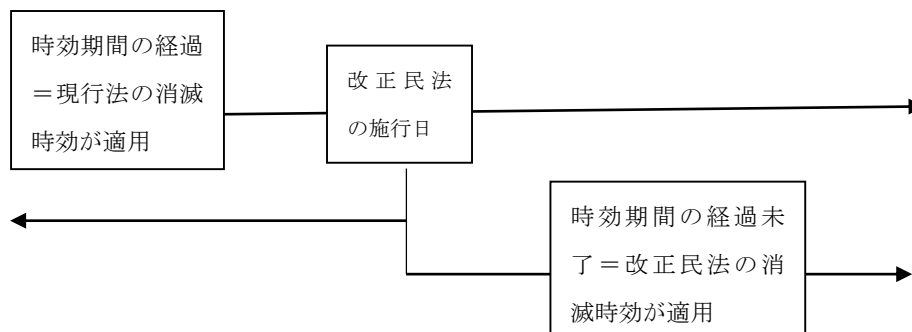 時効期間の経過
＝現行法の消滅
時効が適用
改正民法
の施行日
時効期間の経過未
了＝改正民法の消
滅時効が適用